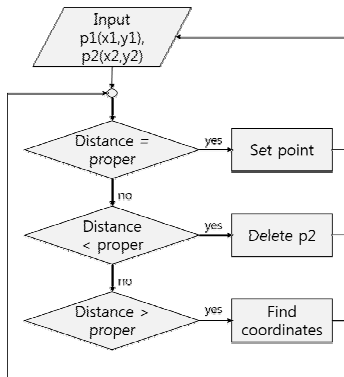 Input
p1(x1,y1),
p2(x2,y2)
Distance =
proper
yes
Set point
no
Distance
< proper
yes
Delete p2
no
Distance >
proper
yes
Find
coordinates